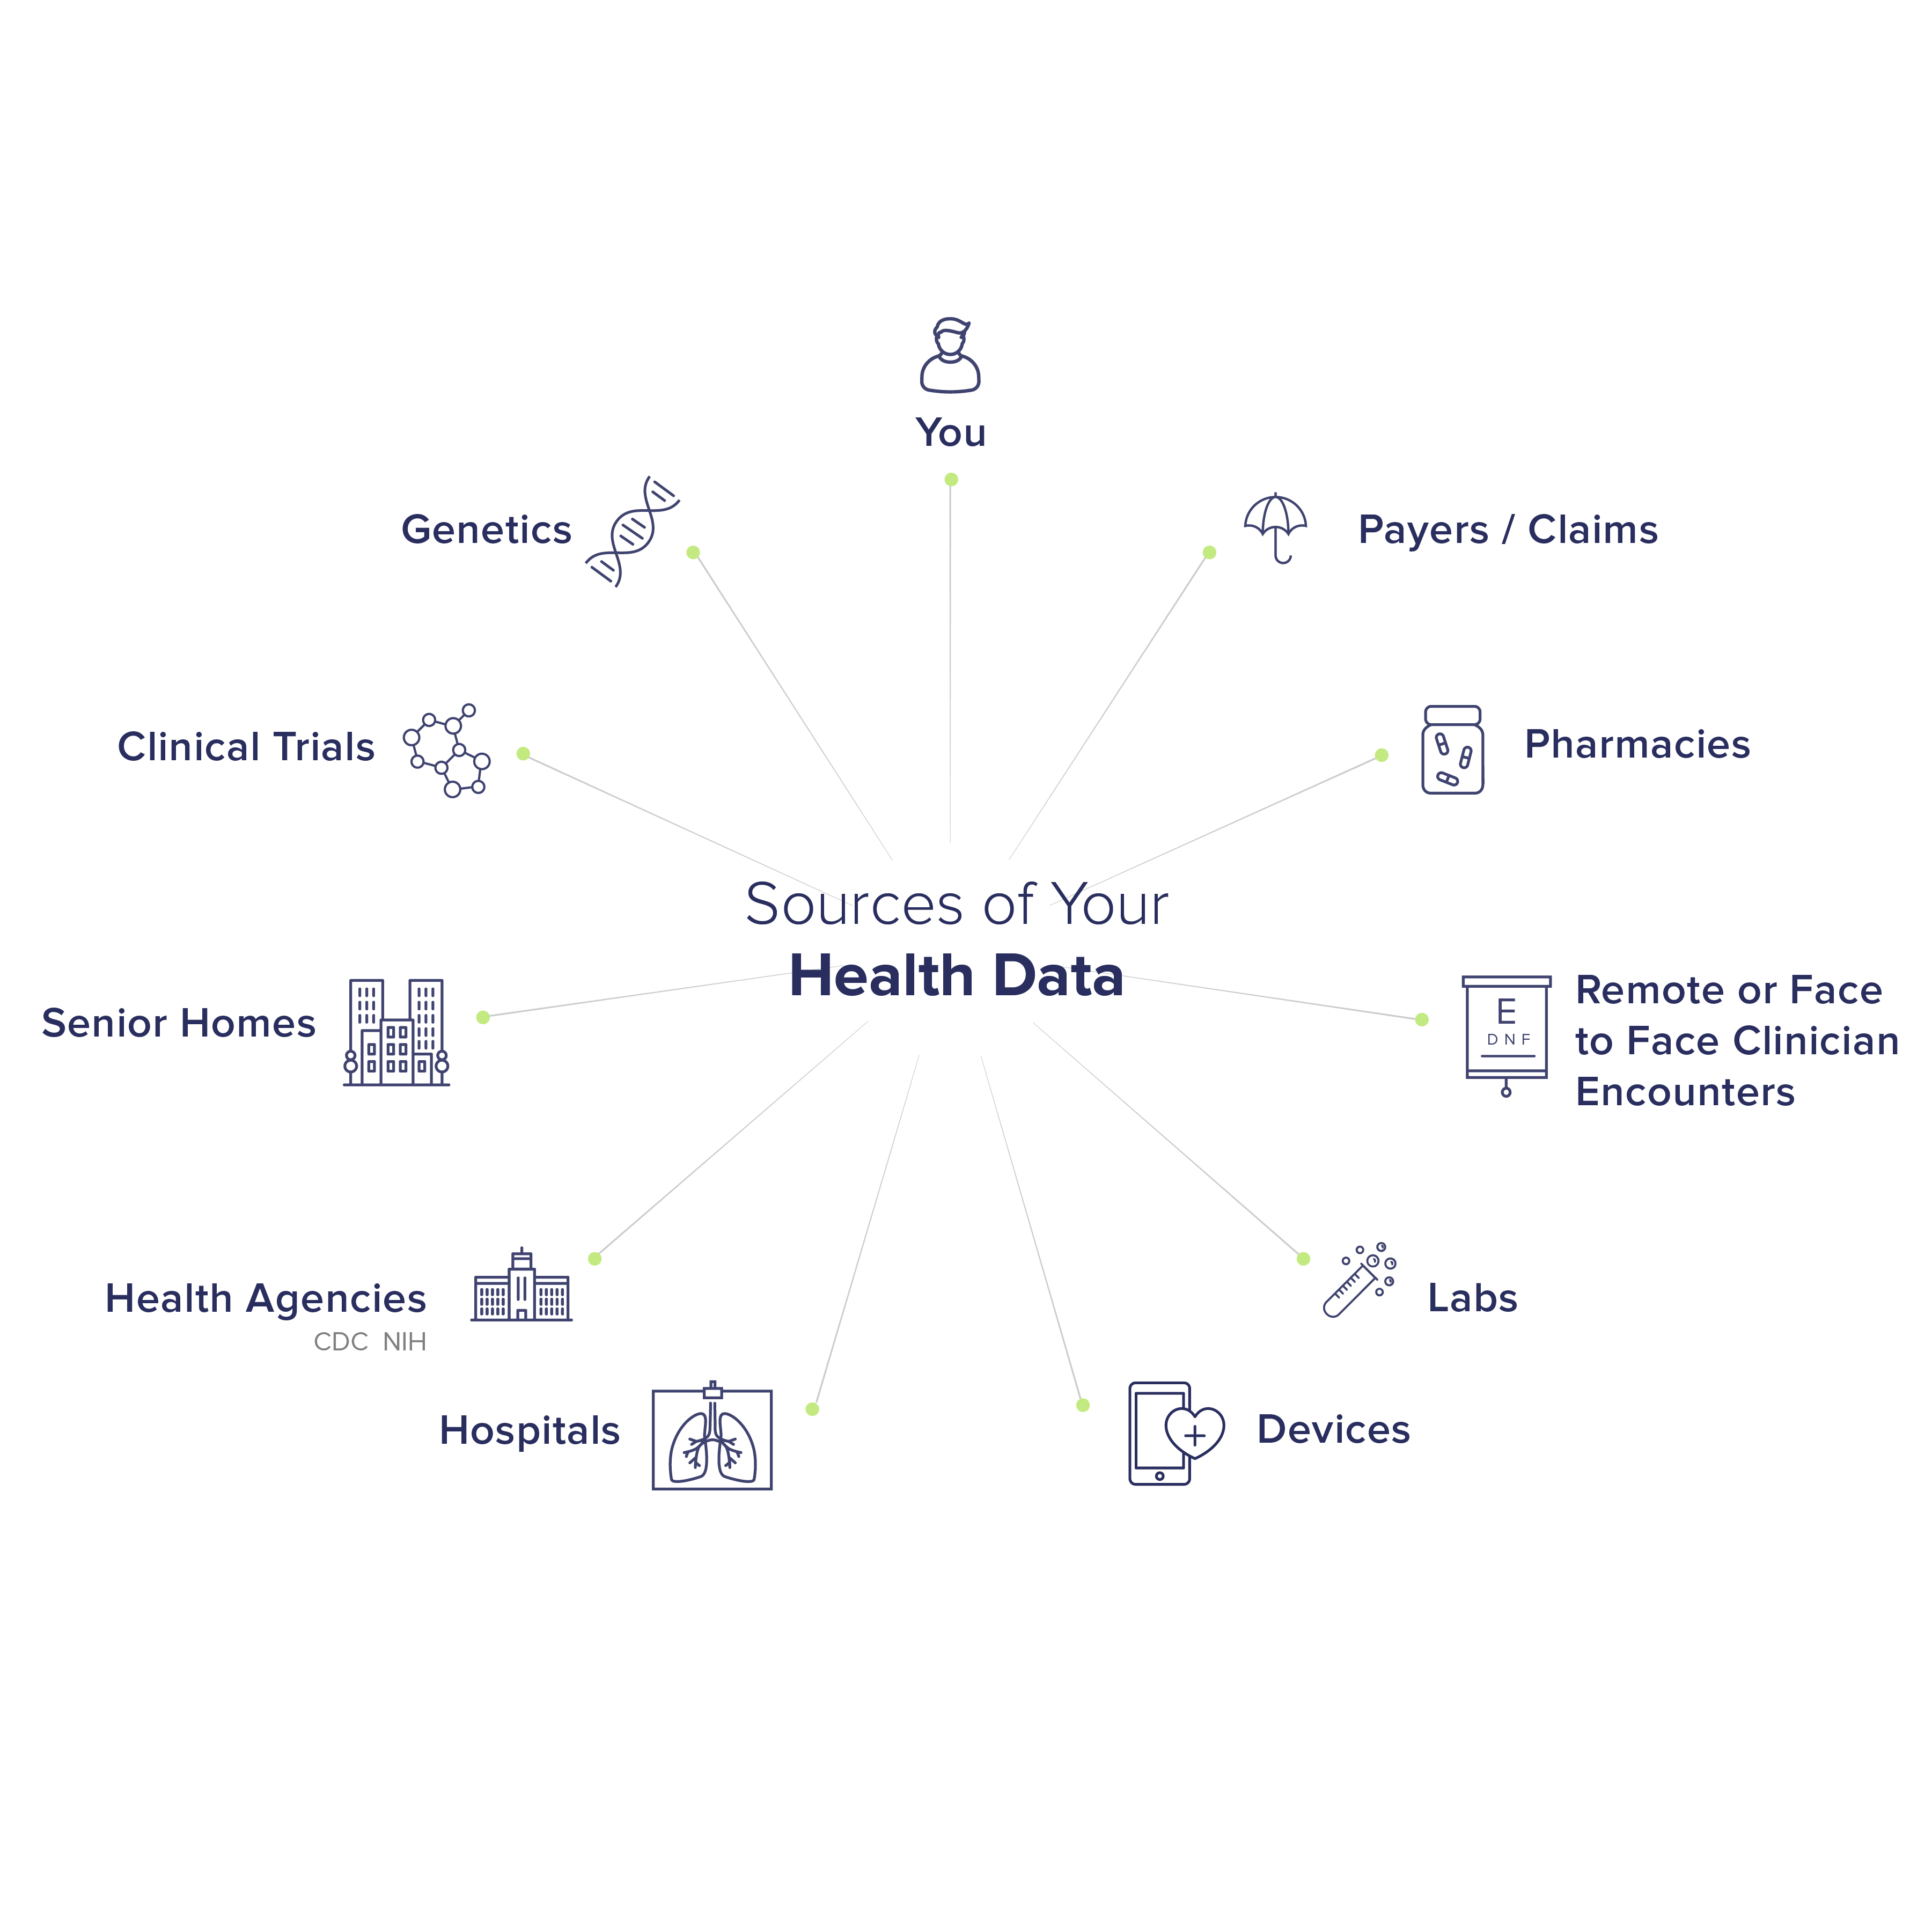 You
Genetics
Payers / Claims
Clinical Trials
Pharmacies
Sources of Your
Health Data
Senior Homes
E
D N F
Remote or Face
to Face Clinician
Encounters
Health Agencies
CDC NIH
Labs
Hospitals
Devices